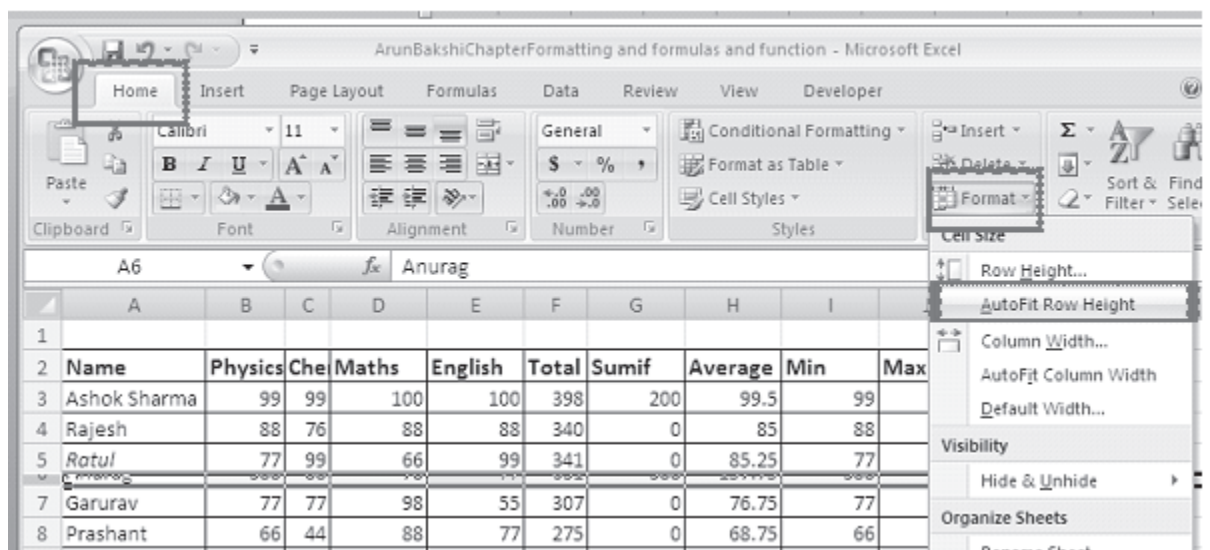 ArunBakshiChapterFormatting and formulas and function - Microsoft Excel
Home Insert Page Layout Formulas Data Review View Developer
Calibri 11 General Conditional Formatting Insert Σ
B I U A A $ % , Format as Table Delete
Paste A .00 .0 Cell Styles Format Sort & Filter Find Sele
Clipboard Font Alignment Number Styles
A6 fx Anurag
A B C D E F G H I
1
2 Name Physics Che Maths English Total Sumif Average Min Max
3 Ashok Sharma 99 99 100 100 398 200 99.5 99
4 Rajesh 88 76 88 88 340 0 85 88
5 Ratul 77 99 66 99 341 0 85.25 77
7 Garurav 77 77 98 55 307 0 76.75 77
8 Prashant 66 44 88 77 275 0 68.75 66
Cell Size
Row Height...
AutoFit Row Height
Column Width...
AutoFit Column Width
Default Width...
Visibility
Hide & Unhide
Organize Sheets